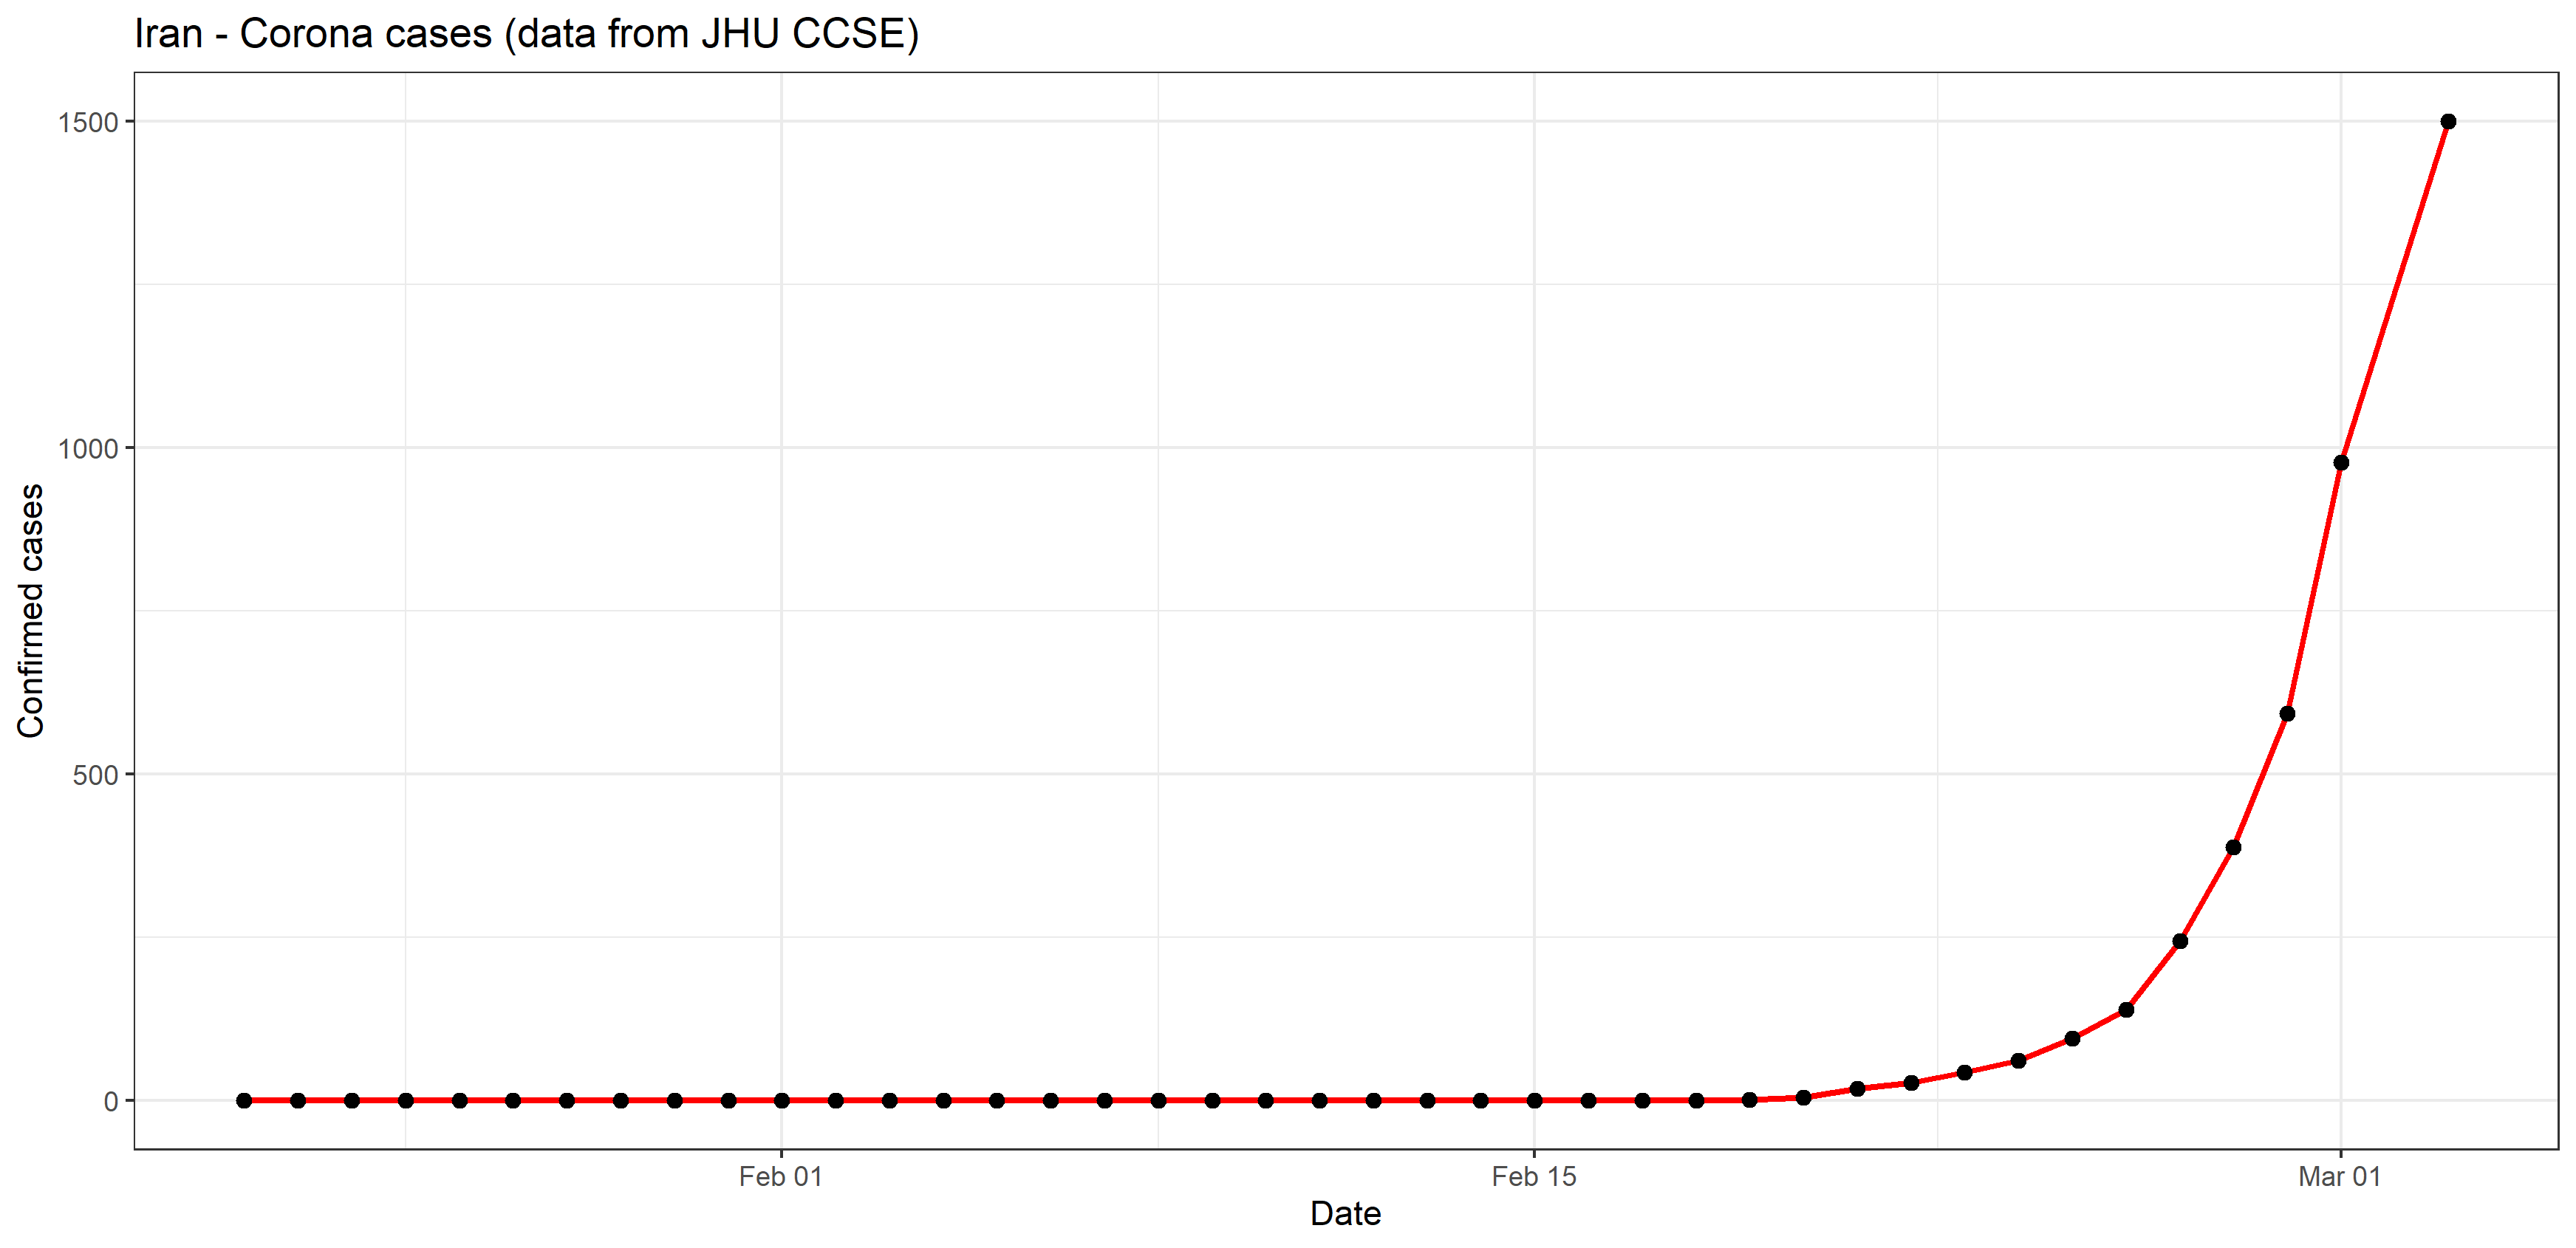 Iran - Corona cases (data from JHU CCSE)
Confirmed cases
1500
1000
500
0
Feb 01
Feb 15
Mar 01
Date